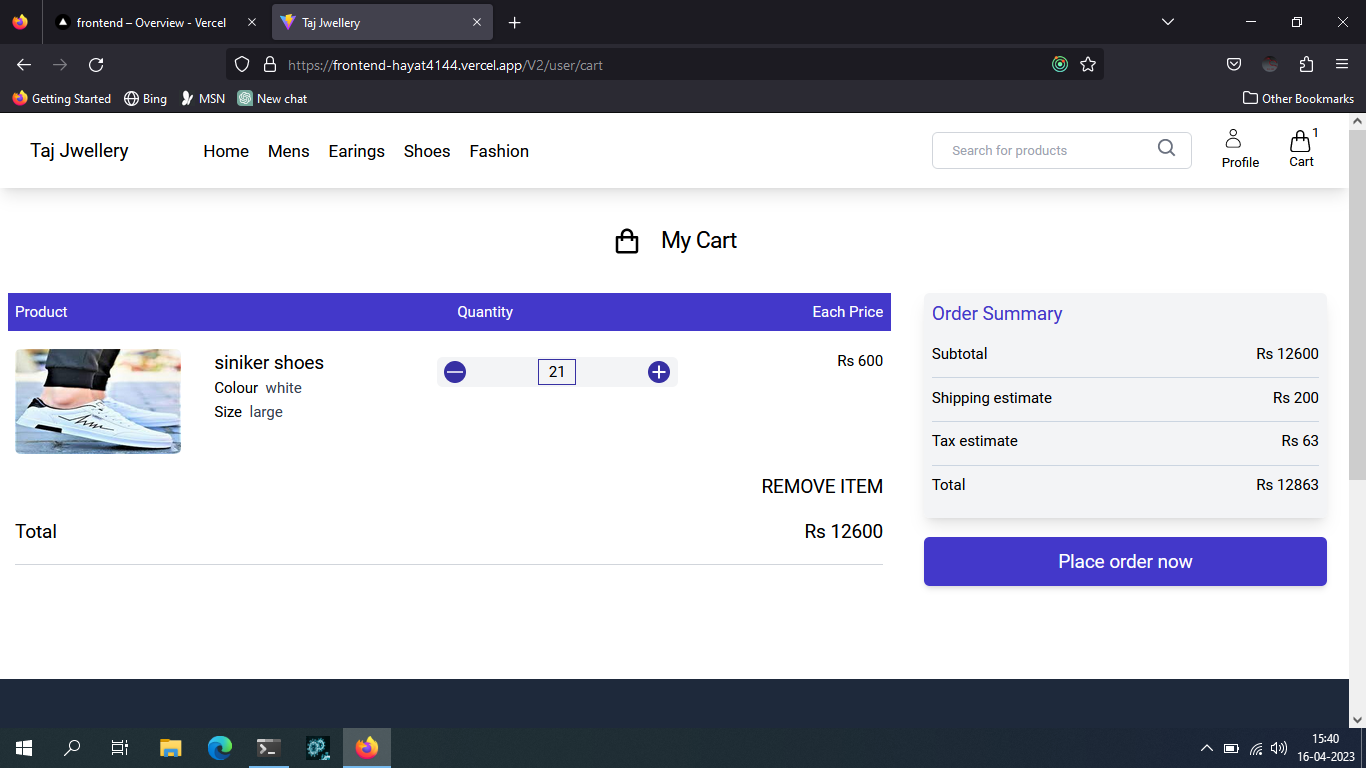 frontend – Overview - Vercel
Taj Jwellery
https://frontend-hayat4144.vercel.app/V2/user/cart
Getting Started
Bing
MSN
New chat
Other Bookmarks
Taj Jwellery
Home
Mens
Earings
Shoes
Fashion
Search for products
Profile
1
Cart
My Cart
Product
Quantity
Each Price
siniker shoes
Colour white
Size large
21
Rs 600
REMOVE ITEM
Total
Rs 12600
Order Summary
Subtotal Rs 12600
Shipping estimate Rs 200
Tax estimate Rs 63
Total Rs 12863
Place order now
15:40
16-04-2023